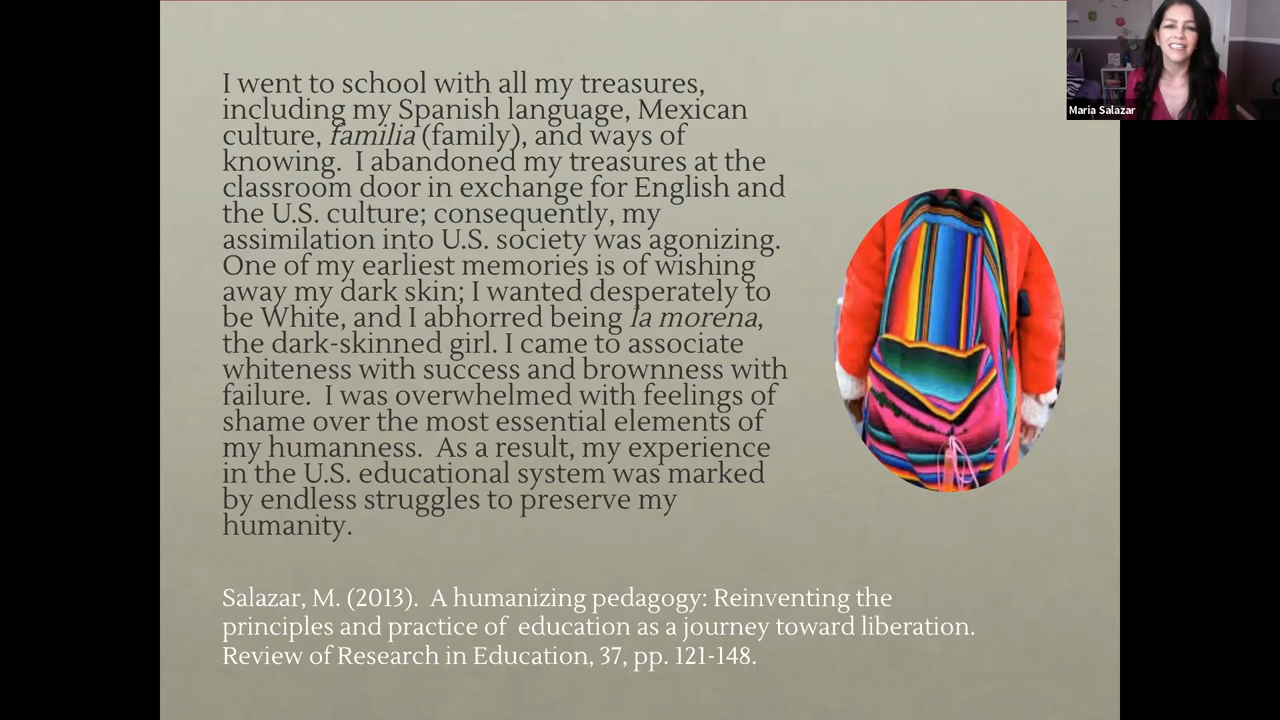 I went to school with all my treasures,
including my Spanish language, Mexican
culture, familia (family), and ways of
knowing.  I abandoned my treasures at the
classroom door in exchange for English and
the U.S. culture; consequently, my
assimilation into U.S. society was agonizing.
One of my earliest memories is of wishing
away my dark skin; I wanted desperately to
be White, and I abhorred being la morena,
the dark-skinned girl. I came to associate
whiteness with success and brownness with
failure.  I was overwhelmed with feelings of
shame over the most essential elements of
my humanness.  As a result, my experience
in the U.S. educational system was marked
by endless struggles to preserve my
humanity.
Salazar, M. (2013).  A humanizing pedagogy: Reinventing the
principles and practice of  education as a journey toward liberation.
Review of Research in Education, 37, pp. 121-148.
Maria Salazar